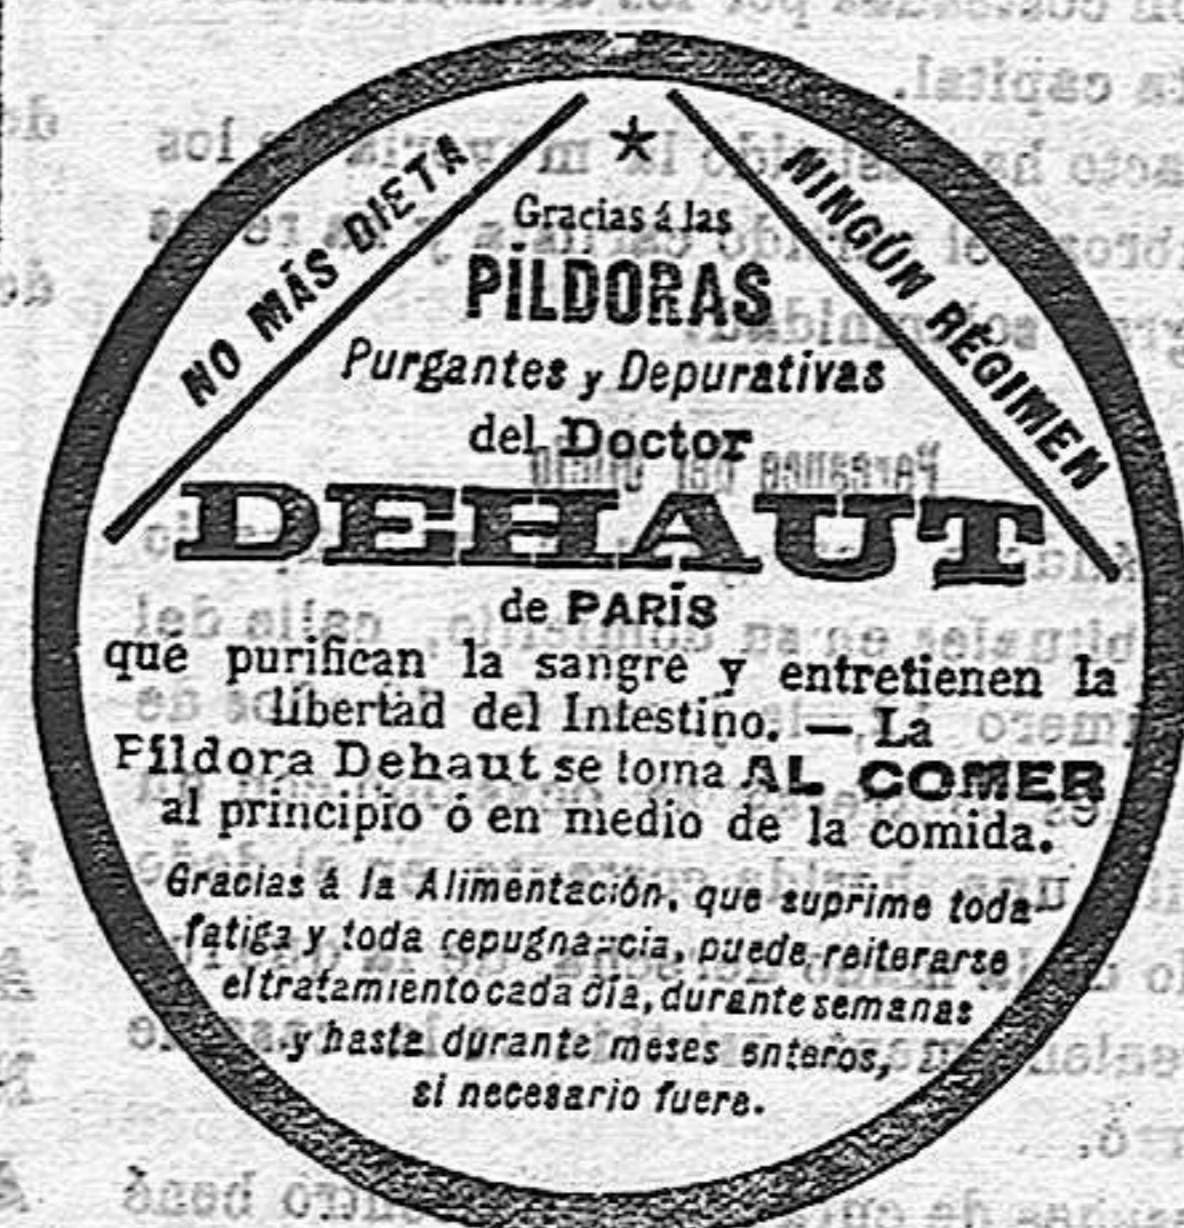 NO MÁS DIETA
NINGÚN RÉGIMEN
Gracias á las
PÍLDORAS
Purgantes y Depurativas
del Doctor
DEHAUT
de PARÍS
que purifican la sangre y entretienen la
libertad del Intestino. — La
Píldora Dehaut se toma AL COMER
al principio ó en medio de la comida.
Gracias á la Alimentación, que suprime toda
fatiga y toda repugnancia, puede reiterarse
el tratamiento cada día, durante semanas
y hasta durante meses enteros,
si necesario fuere.